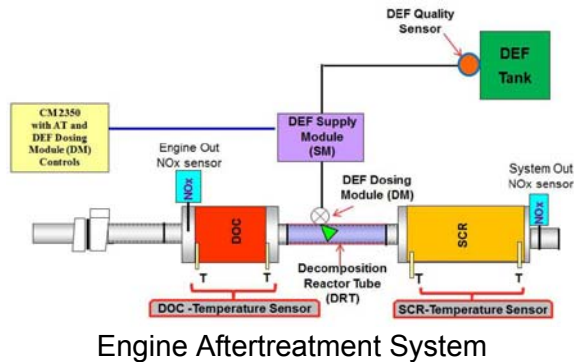 DEF Quality
Sensor
DEF
Tank
CM2350
with AT and
DEF Dosing
Module (DM)
Controls
DEF Supply
Module
(SM)
Engine Out
NOx sensor
System Out
NOx sensor
NOx
DEF Dosing
Module (DM)
NOx
DOC
SCR
Decomposition
Reactor Tube
(DRT)
T
T
T
T
DOC -Temperature Sensor
SCR-Temperature Sensor
Engine Aftertreatment System